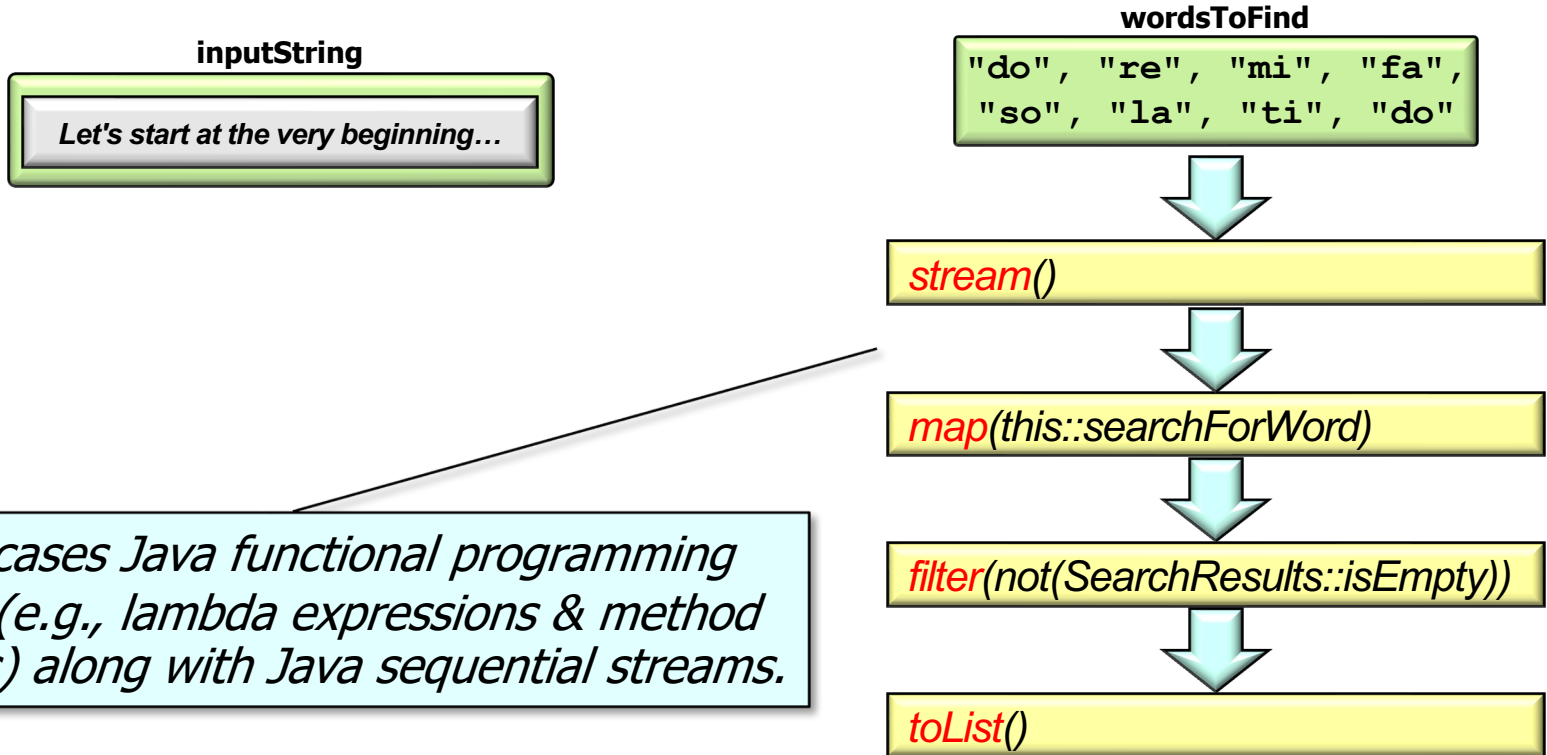 inputString
Let's start at the very beginning…
wordsToFind
"do", "re", "mi", "fa",
"so", "la", "ti", "do"
stream()
map(this::searchForWord)
filter(not(SearchResults::isEmpty))
toList()
cases Java functional programming
(e.g., lambda expressions & method
) along with Java sequential streams.